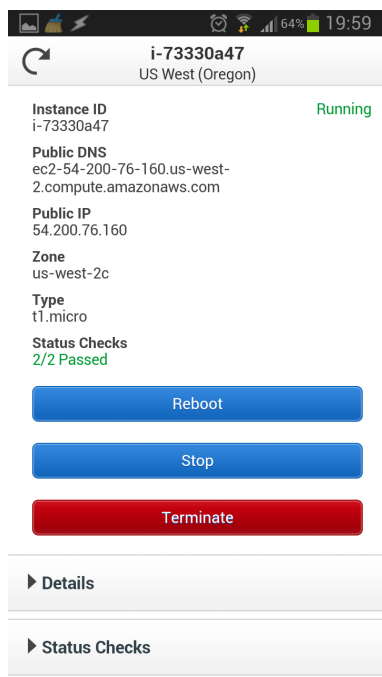 64% 19:59
i-73330a47
US West (Oregon)
Instance ID
Running
i-73330a47
Public DNS
ec2-54-200-76-160.us-west-
2.compute.amazonaws.com
Public IP
54.200.76.160
Zone
us-west-2c
Type
t1.micro
Status Checks
2/2 Passed
Reboot
Stop
Terminate
Details
Status Checks